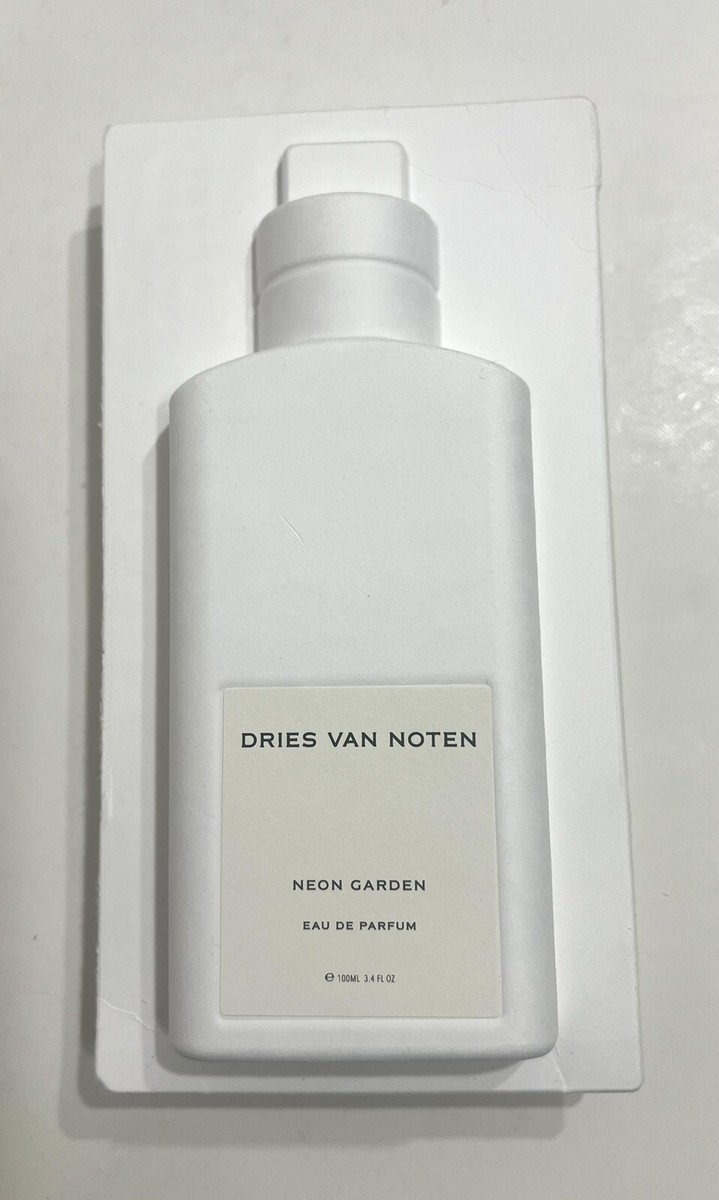 DRIES VAN NOTEN
NEON GARDEN
EAU DE PARFUM
℮ 100ML 3.4 FL OZ